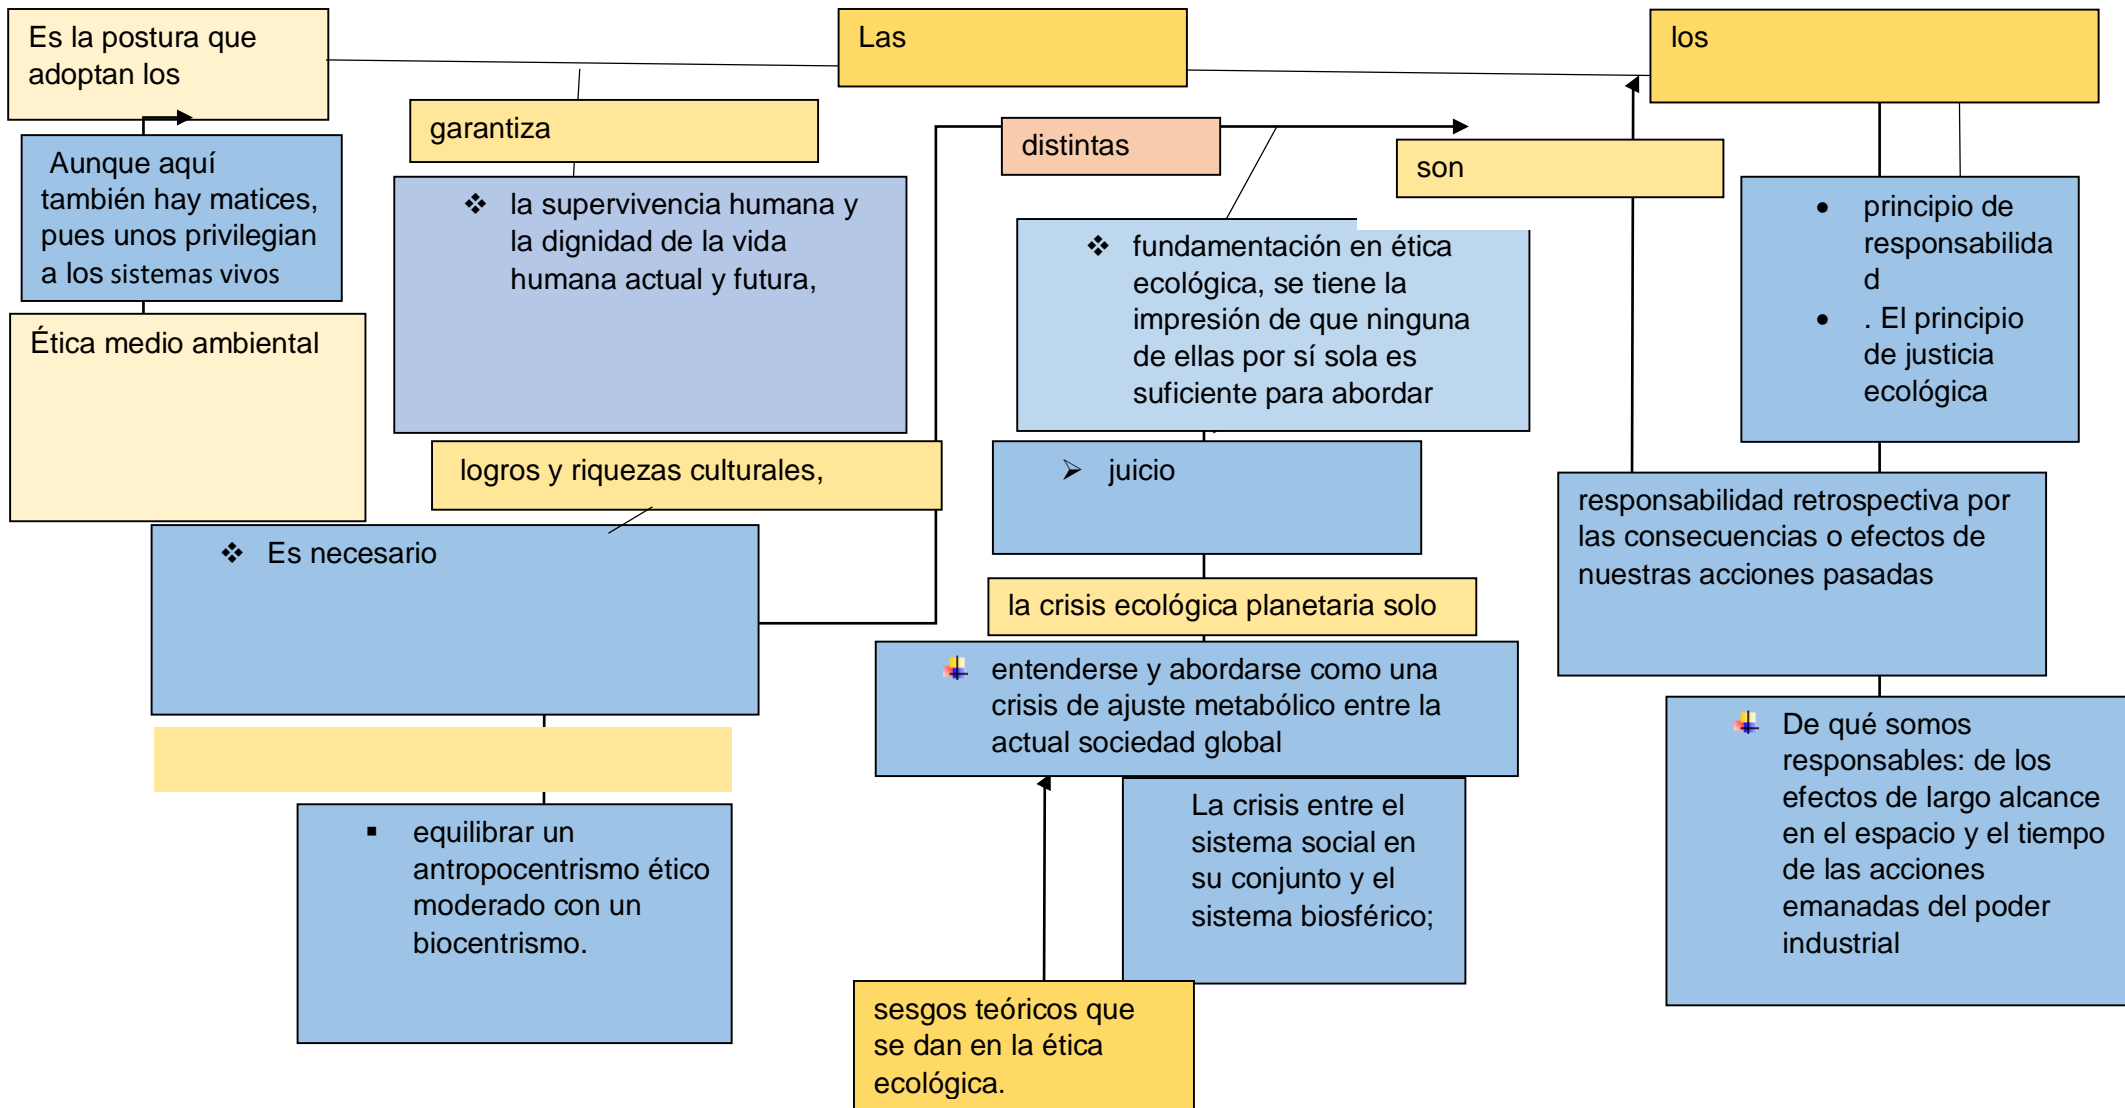 Es la postura que
adoptan los
Las
los
garantiza
distintas
son
Aunque aquí
también hay matices,
pues unos privilegian
a los sistemas vivos
❖ la supervivencia humana y
la dignidad de la vida
humana actual y futura,
❖ fundamentación en ética
ecológica, se tiene la
impresión de que ninguna
de ellas por sí sola es
suficiente para abordar
• principio de
responsabilida
d
• . El principio
de justicia
ecológica
Ética medio ambiental
logros y riquezas culturales,
➢ juicio
responsabilidad retrospectiva por
las consecuencias o efectos de
nuestras acciones pasadas
❖ Es necesario
la crisis ecológica planetaria solo
entenderse y abordarse como una
crisis de ajuste metabólico entre la
actual sociedad global
De qué somos
responsables: de los
efectos de largo alcance
en el espacio y el tiempo
de las acciones
emanadas del poder
industrial
▪ equilibrar un
antropocentrismo ético
moderado con un
biocentrismo.
La crisis entre el
sistema social en
su conjunto y el
sistema biosférico;
sesgos teóricos que
se dan en la ética
ecológica.